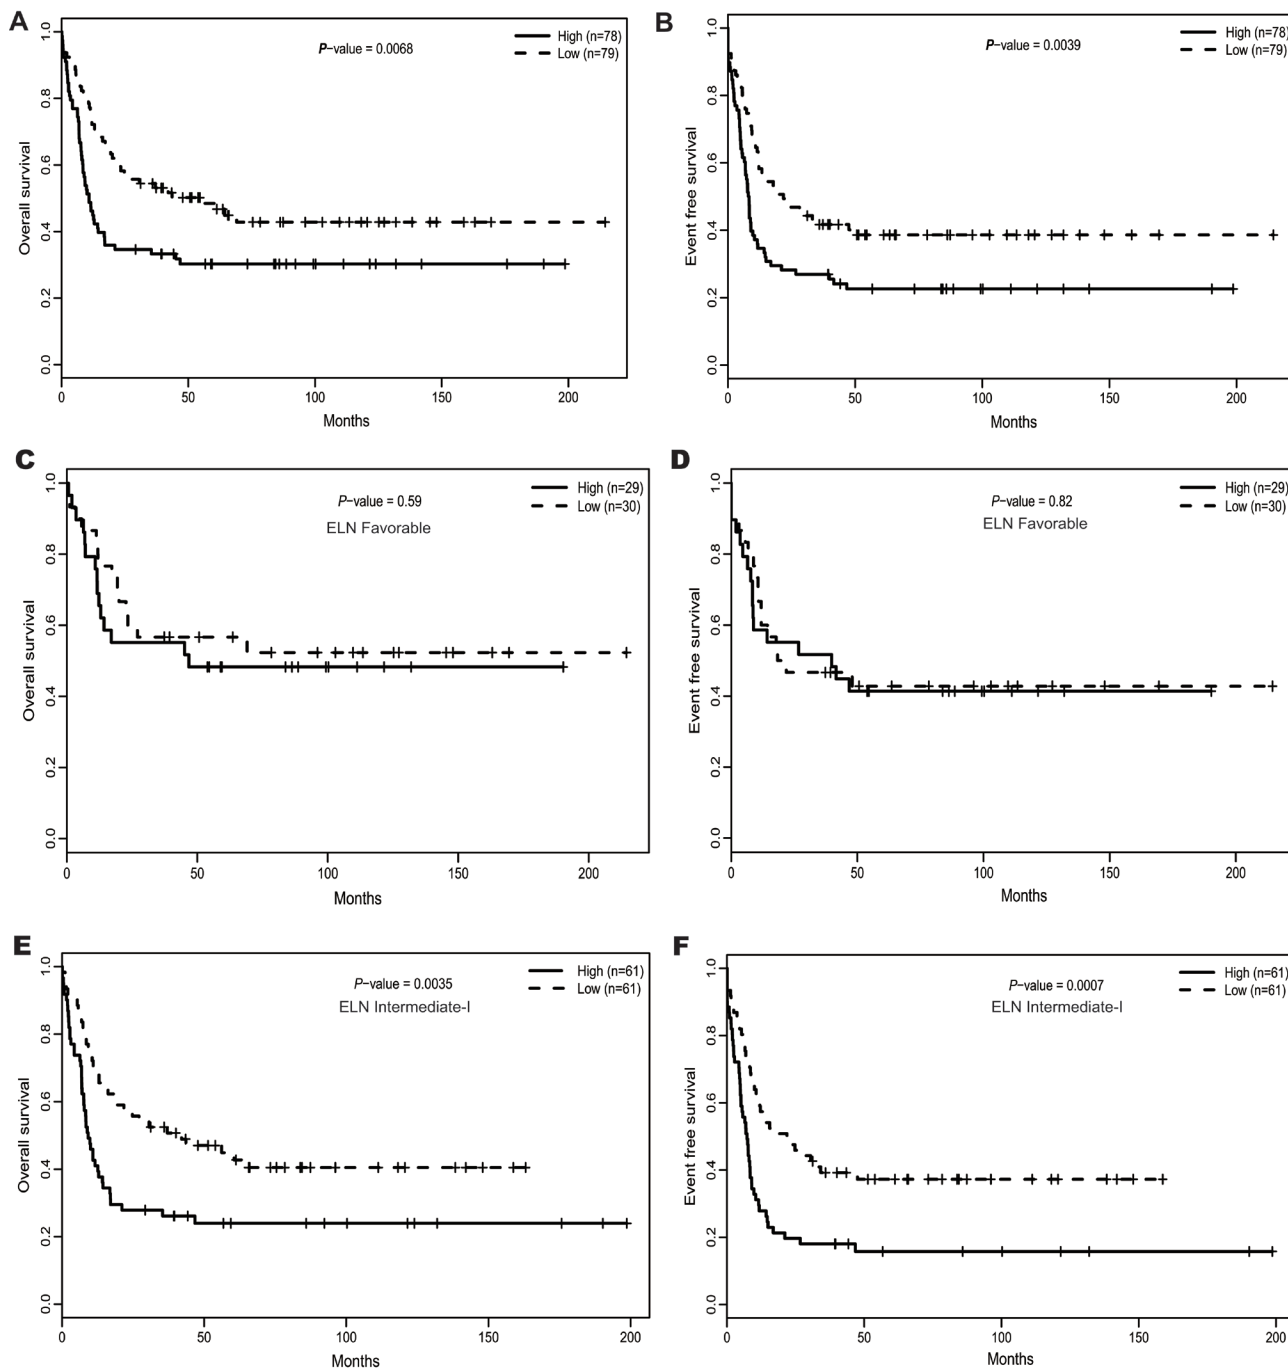 A
P-value = 0.0068
High (n=78)
Low (n=79)
Overall survival
0.0 0.2 0.4 0.6 0.8 1.0
0 50 100 150 200
Months
B
P-value = 0.0039
High (n=78)
Low (n=79)
Event free survival
0.0 0.2 0.4 0.6 0.8 1.0
0 50 100 150 200
Months
C
P-value = 0.59
ELN Favorable
High (n=29)
Low (n=30)
Overall survival
0.0 0.2 0.4 0.6 0.8 1.0
0 50 100 150 200
Months
D
P-value = 0.82
ELN Favorable
High (n=29)
Low (n=30)
Event free survival
0.0 0.2 0.4 0.6 0.8 1.0
0 50 100 150 200
Months
E
P-value = 0.0035
ELN Intermediate-I
High (n=61)
Low (n=61)
Overall survival
0.0 0.2 0.4 0.6 0.8 1.0
0 50 100 150 200
Months
F
P-value = 0.0007
ELN Intermediate-I
High (n=61)
Low (n=61)
Event free survival
0.0 0.2 0.4 0.6 0.8 1.0
0 50 100 150 200
Months